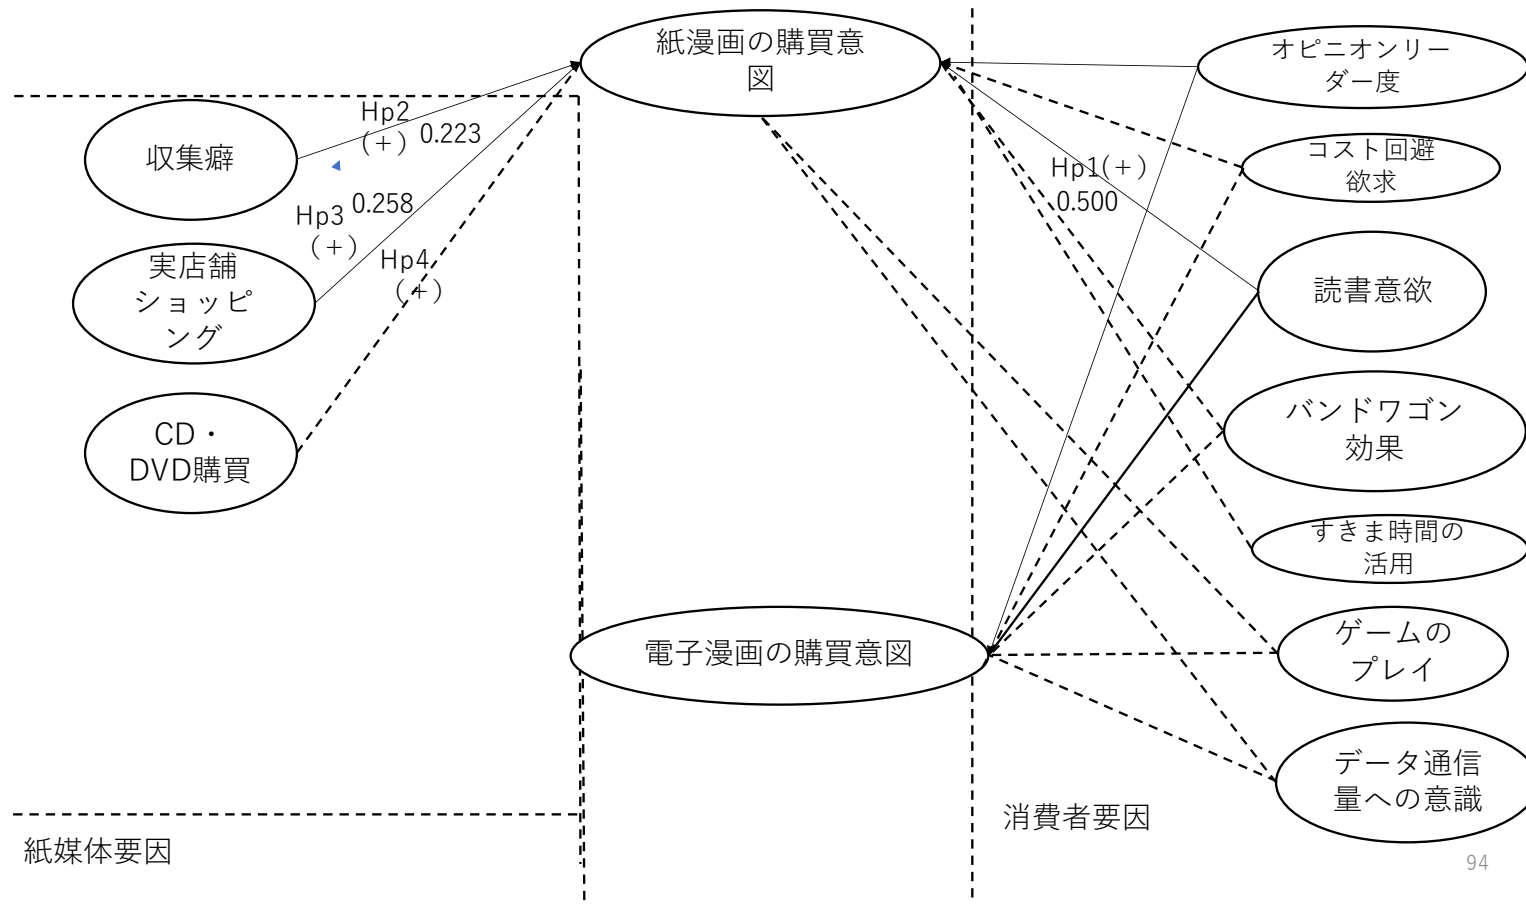 紙漫画の購買意
図
オピニオンリー
ダー度
Hp2
(+) 0.223
収集癖
コスト回避
欲求
Hp1(+)
0.500
0.258
Hp3
(+)
Hp4
(+)
実店舗
ショッピ
ング
読書意欲
CD・
DVD購買
バンドワゴン
効果
すきま時間の
活用
電子漫画の購買意図
ゲームの
プレイ
データ通信
量への意識
消費者要因
紙媒体要因
94